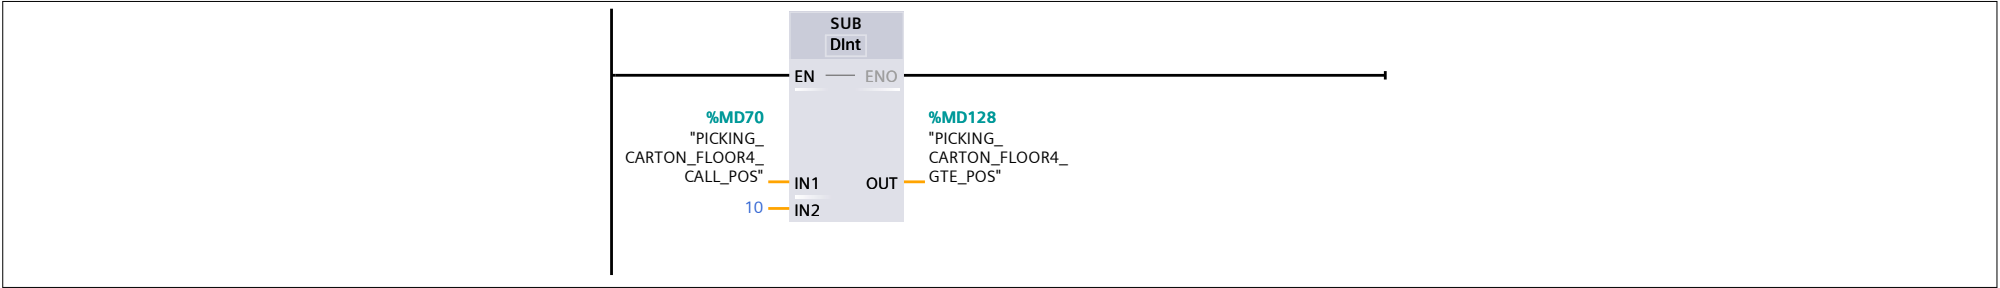 SUB
DInt
EN
ENO
%MD70
"PICKING_
CARTON_FLOOR4_
CALL_POS"
IN1
10
IN2
%MD128
"PICKING_
CARTON_FLOOR4_
GTE_POS"
OUT